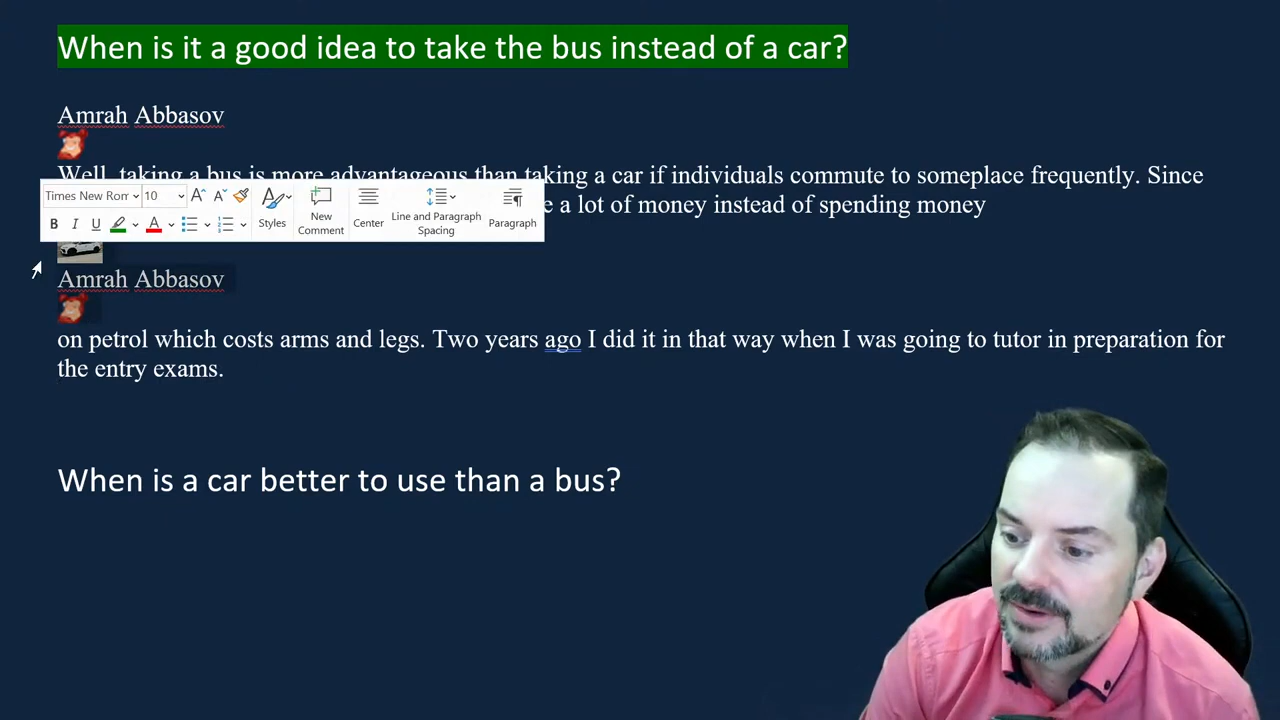 When is it a good idea to take the bus instead of a car?
Amrah Abbasov
Well, taking a bus is more advantageous than taking a car if individuals commute to someplace frequently. Since
Times New Ror 10
e a lot of money instead of spending money
B I U A Styles New Comment Center Line and Paragraph Spacing Paragraph
Amrah Abbasov
on petrol which costs arms and legs. Two years ago I did it in that way when I was going to tutor in preparation for
the entry exams.
When is a car better to use than a bus?